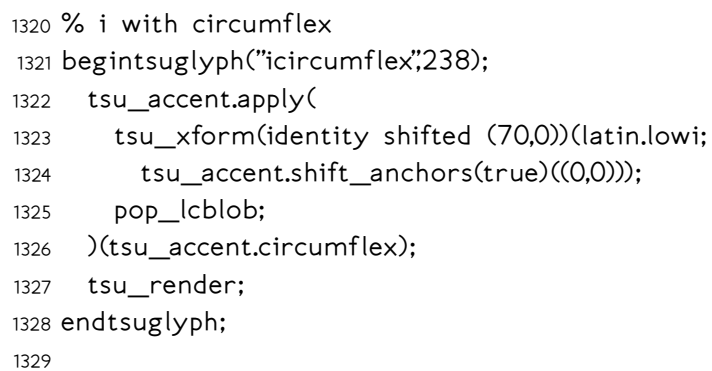 1320 % i with circumflex
1321 begintsuglyph("icircumflex",238);
1322 tsu_accent.apply(
1323 tsu_xform(identity shifted (70,0))(latin.lowi;
1324 tsu_accent.shift_anchors(true)((0,0)));
1325 pop_lcblob;
1326 )(tsu_accent.circumflex);
1327 tsu_render;
1328 endtsuglyph;
1329